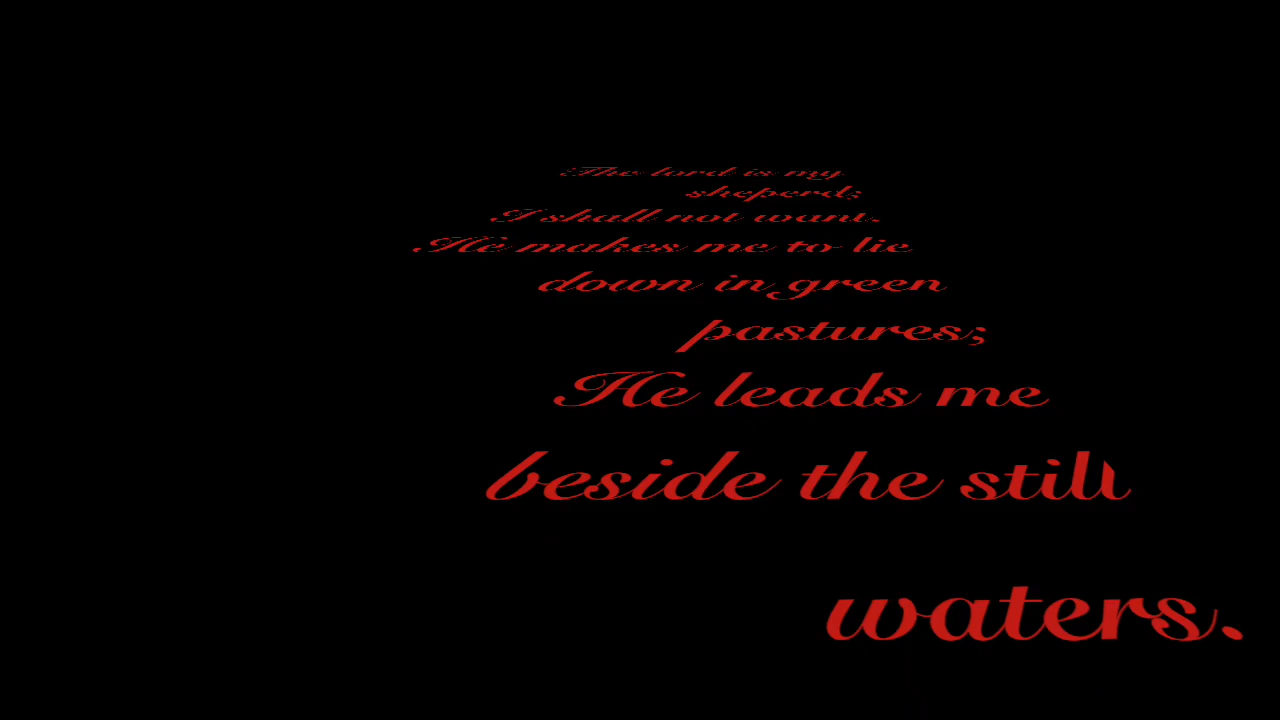 The lord is my
sheperd;
I shall not want.
He makes me to lie
down in green
pastures;
He leads me
beside the still
waters.